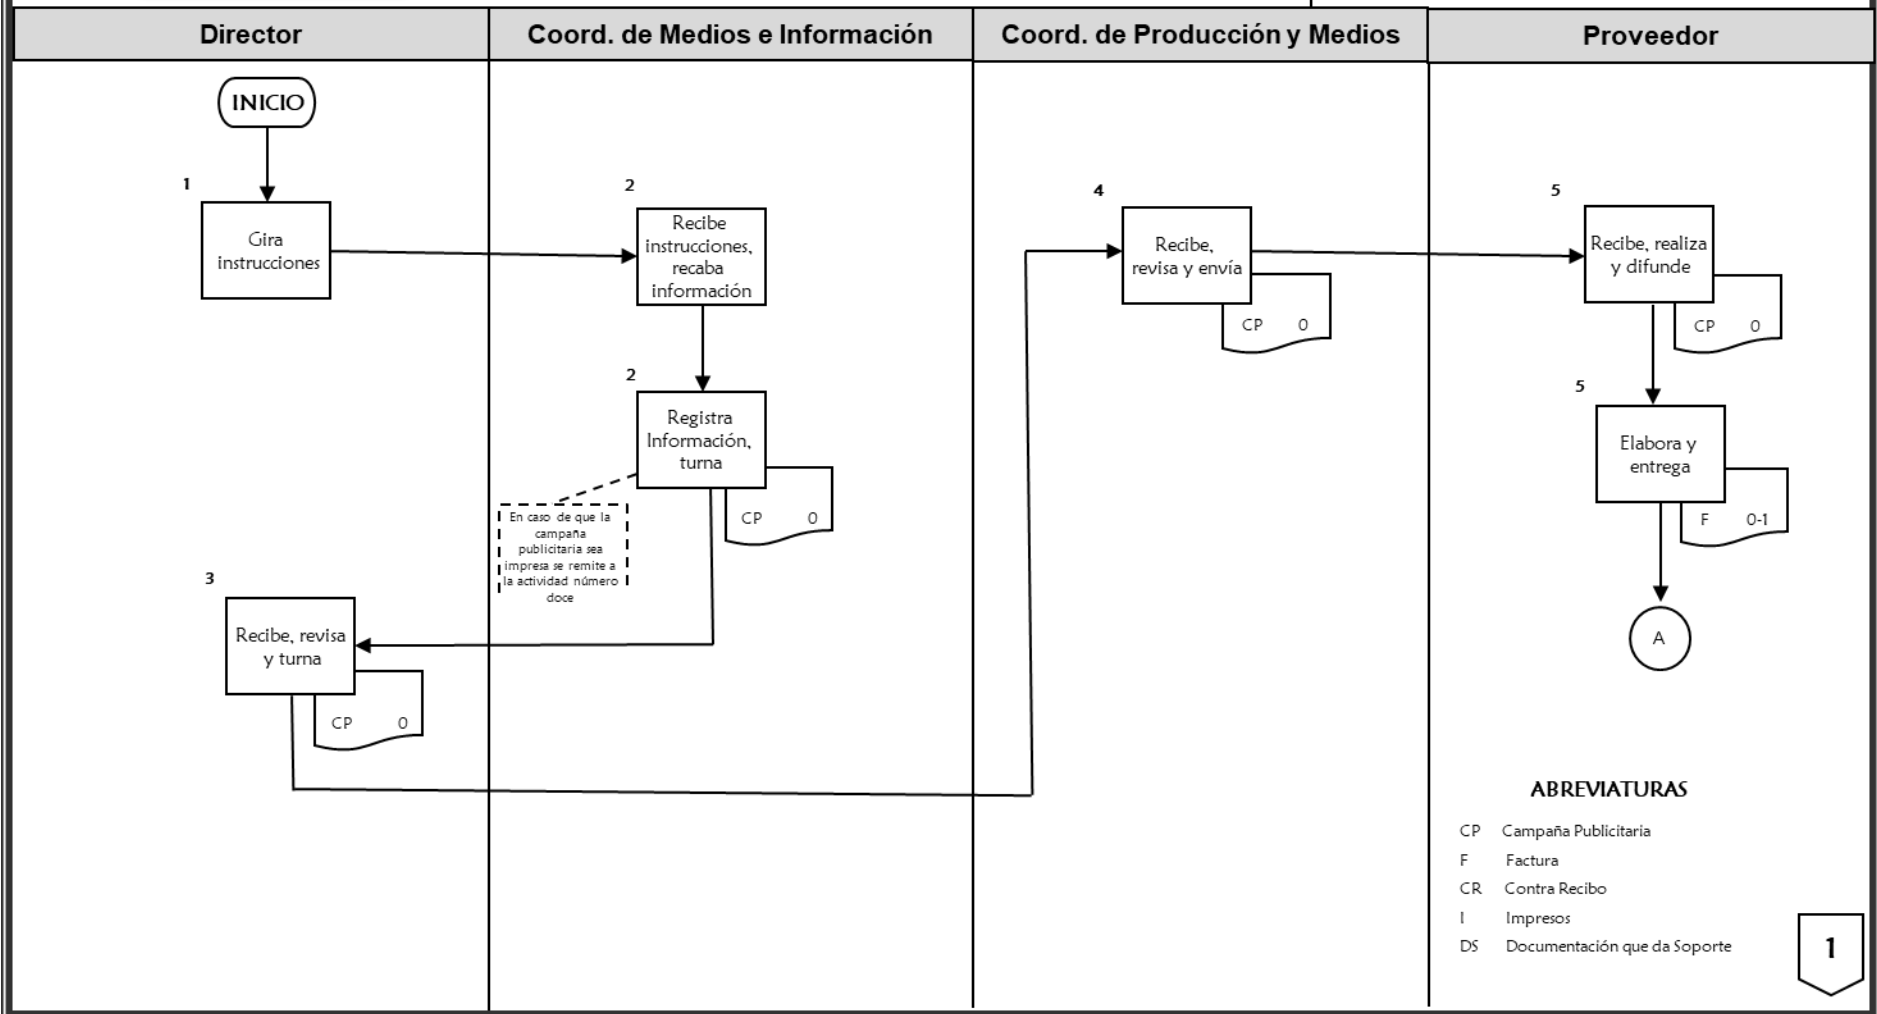 Director
Coord. de Medios e Información
Coord. de Producción y Medios
Proveedor
INICIO
1
Gira
instrucciones
2
Recibe
instrucciones,
recaba
información
2
Registra
Información,
turna
CP 0
En caso de que la
campaña
publicitaria sea
impresa se remite a
la actividad número
doce
3
Recibe, revisa
y turna
CP 0
4
Recibe,
revisa y envía
CP 0
5
Recibe, realiza
y difunde
CP 0
5
Elabora y
entrega
F 0-1
A
ABREVIATURAS
CP Campaña Publicitaria
F Factura
CR Contra Recibo
I Impresos
DS Documentación que da Soporte
1